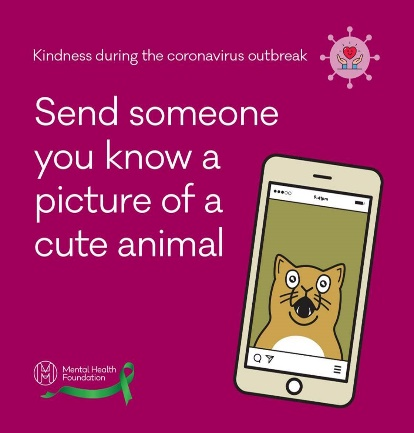 Kindness during the coronavirus outbreak
Send someone
you know a
picture of a
cute animal
Mental Health
Foundation